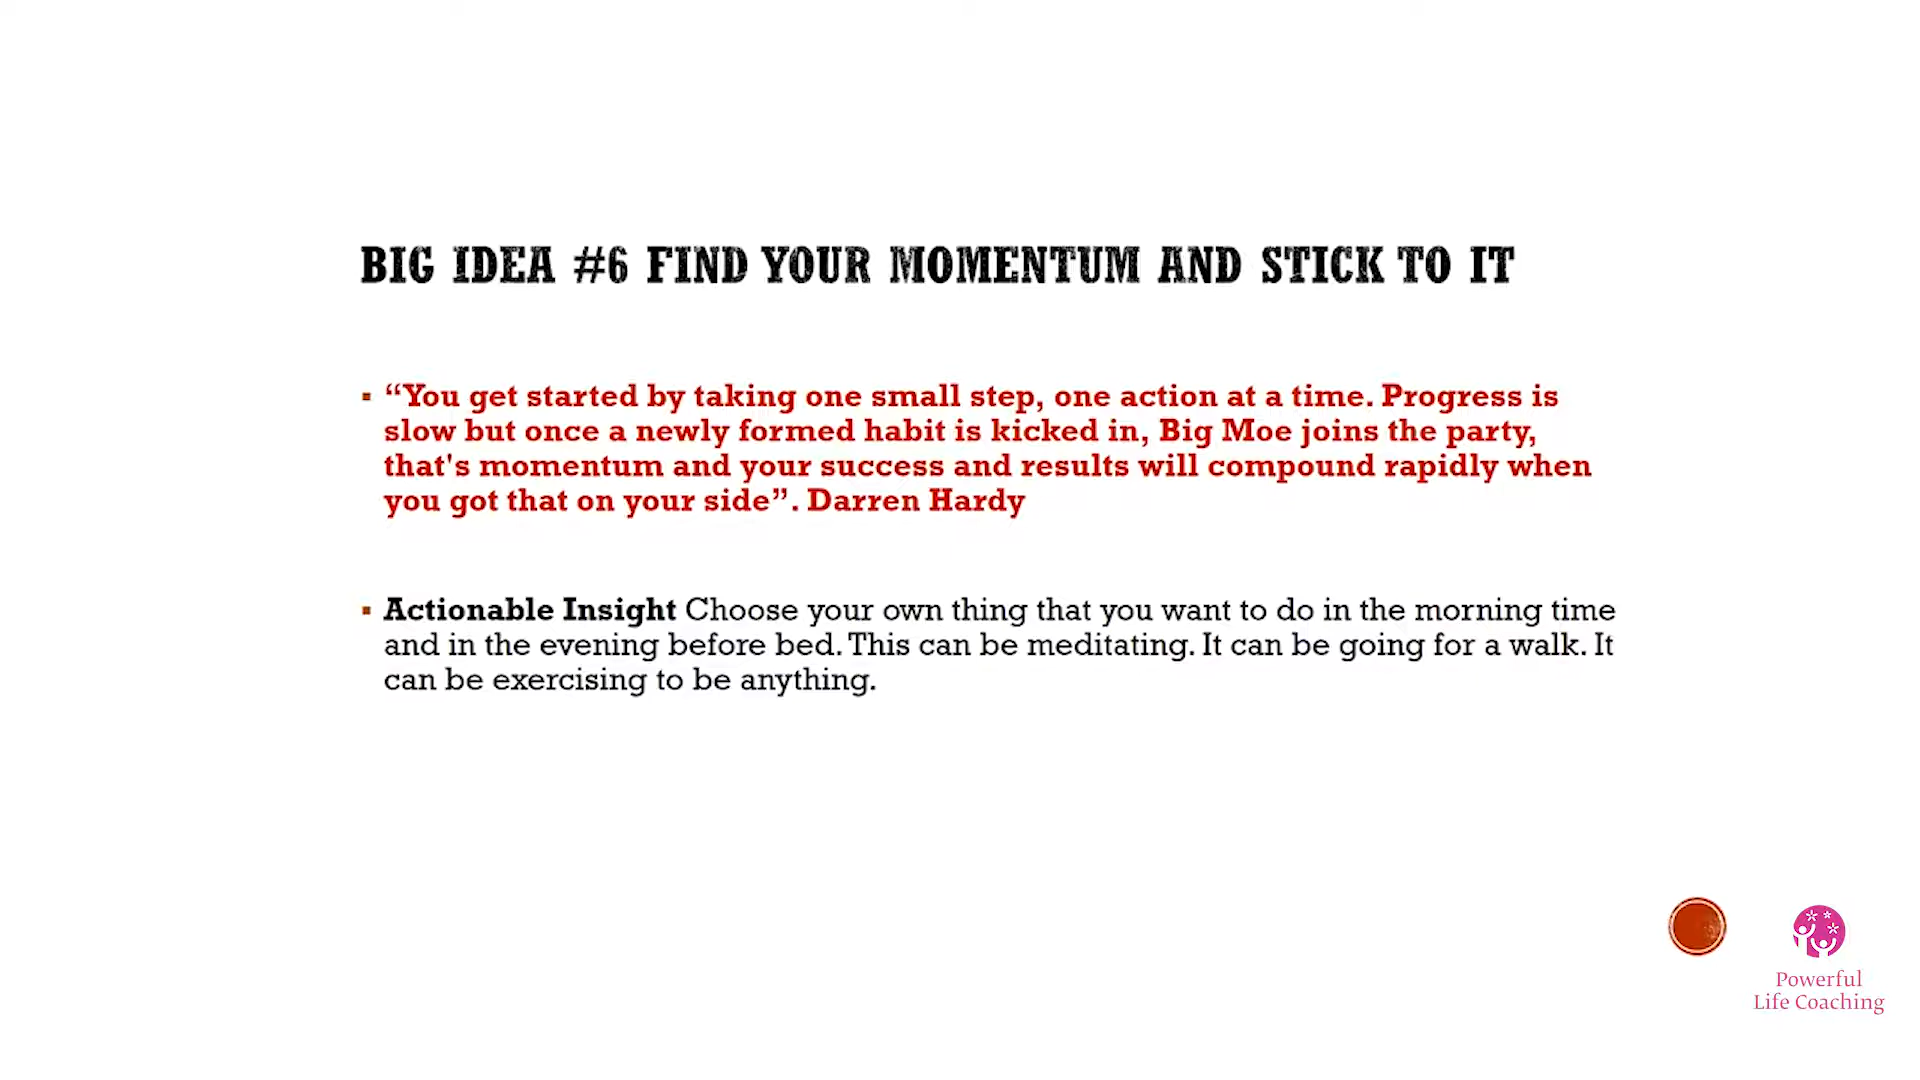 BIG IDEA #6 FIND YOUR MOMENTUM AND STICK TO IT
“You get started by taking one small step, one action at a time. Progress is
slow but once a newly formed habit is kicked in, Big Moe joins the party,
that's momentum and your success and results will compound rapidly when
you got that on your side”. Darren Hardy
Actionable Insight Choose your own thing that you want to do in the morning time
and in the evening before bed. This can be meditating. It can be going for a walk. It
can be exercising to be anything.
Powerful
Life Coaching